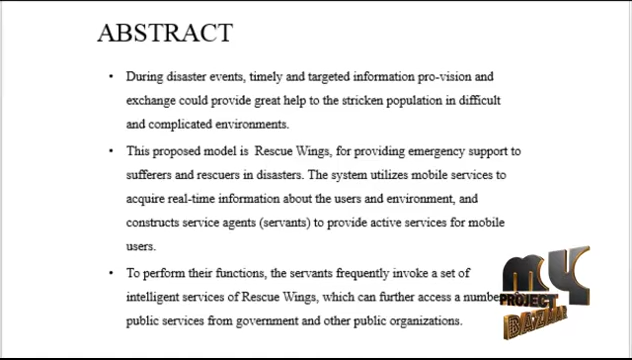 ABSTRACT
• During disaster events, timely and targeted information pro-vision and
exchange could provide great help to the stricken population in difficult
and complicated environments.
• This proposed model is Rescue Wings, for providing emergency support to
sufferers and rescuers in disasters. The system utilizes mobile services to
acquire real-time information about the users and environment, and
constructs service agents (servants) to provide active services for mobile
users.
• To perform their functions, the servants frequently invoke a set of
intelligent services of Rescue Wings, which can further access a numbe
public services from government and other public organizations.
MY
PROJECT
BAZAAR